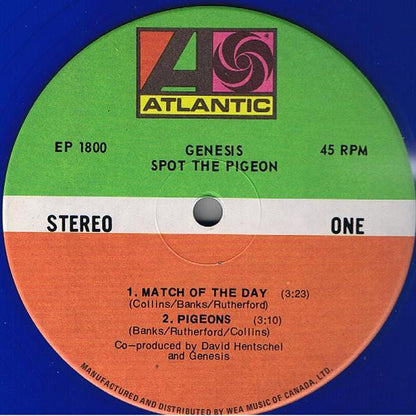 ATLANTIC
EP 1800 GENESIS 45 RPM
SPOT THE PIGEON
STEREO ONE
1. MATCH OF THE DAY (3:23)
(Collins/Banks/Rutherford)
2. PIGEONS (3:10)
(Banks/Rutherford/Collins)
Co-produced by David Hentschel
and Genesis
MANUFACTURED AND DISTRIBUTED BY WEA MUSIC OF CANADA, LTD.